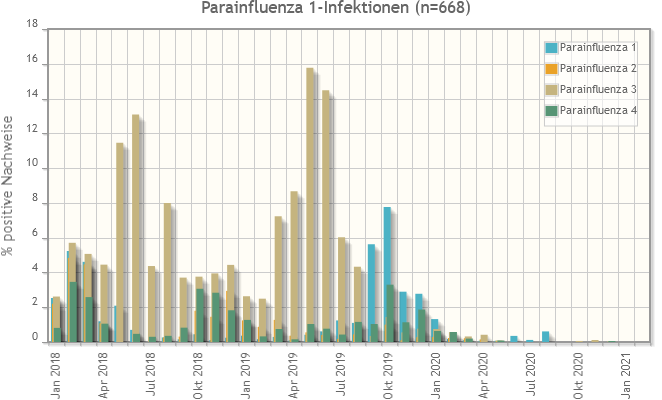 Parainfluenza 1-Infektionen (n=668)
% positive Nachweise
18
16
14
12
10
8
6
4
2
0
Parainfluenza 1
Parainfluenza 2
Parainfluenza 3
Parainfluenza 4
Jan 2018
Apr 2018
Jul 2018
Okt 2018
Jan 2019
Apr 2019
Jul 2019
Okt 2019
Jan 2020
Apr 2020
Jul 2020
Okt 2020
Jan 2021